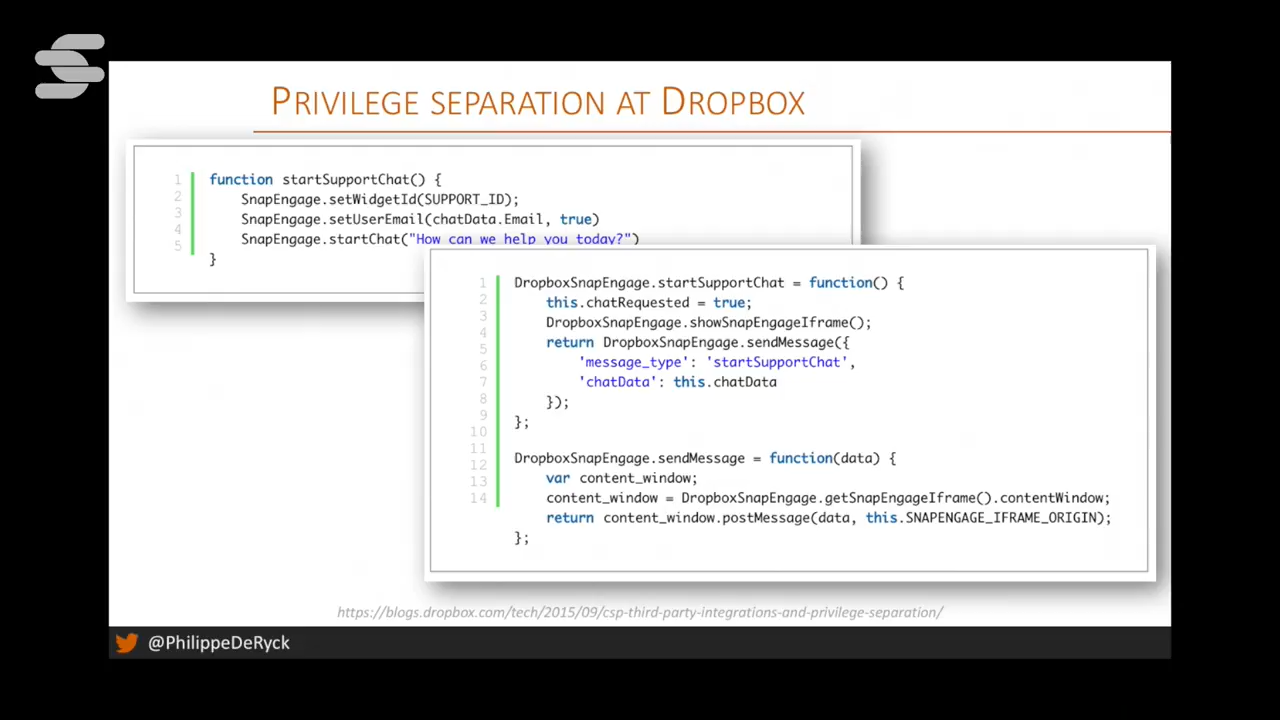 PRIVILEGE SEPARATION AT DROPBOX
1 function startSupportChat() {
2 SnapEngage.setWidgetId(SUPPORT_ID);
3 SnapEngage.setUserEmail(chatData.Email, true)
4 SnapEngage.startChat("How can we help you today?")
5 }
1 DropboxSnapEngage.startSupportChat = function() {
2 this.chatRequested = true;
3 DropboxSnapEngage.showSnapEngageIframe();
4 return DropboxSnapEngage.sendMessage({
5 'message_type': 'startSupportChat',
6 'chatData': this.chatData
7 });
8 };
9
10 DropboxSnapEngage.sendMessage = function(data) {
11 var content_window;
12 content_window = DropboxSnapEngage.getSnapEngageIframe().contentWindow;
13 return content_window.postMessage(data, this.SNAPENGAGE_IFRAME_ORIGIN);
14 };
https://blogs.dropbox.com/tech/2015/09/csp-third-party-integrations-and-privilege-separation/
@PhilippeDeRyck